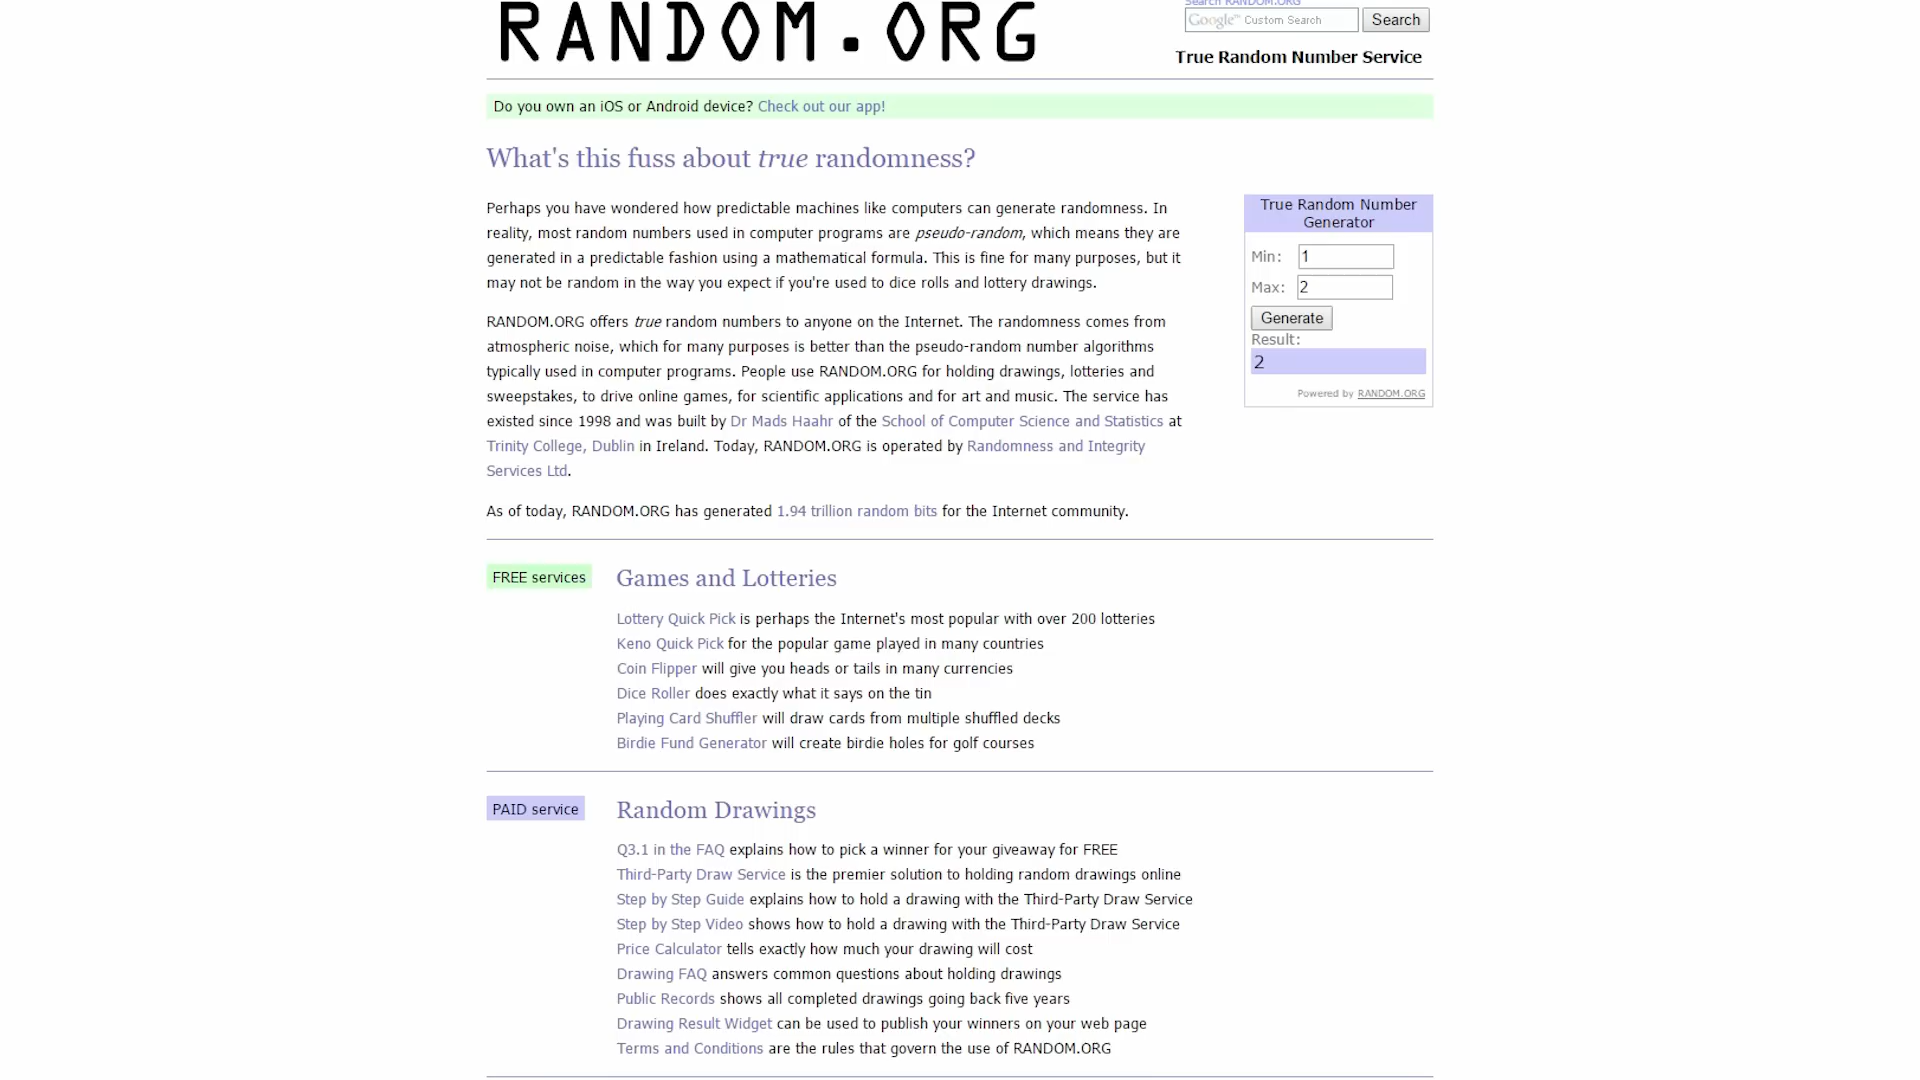 Search RANDOM.ORG
RANDOM.ORG
Google™ Custom Search
Search
True Random Number Service
Do you own an iOS or Android device? Check out our app!
What's this fuss about true randomness?
Perhaps you have wondered how predictable machines like computers can generate randomness. In
reality, most random numbers used in computer programs are pseudo-random, which means they are
generated in a predictable fashion using a mathematical formula. This is fine for many purposes, but it
may not be random in the way you expect if you're used to dice rolls and lottery drawings.
RANDOM.ORG offers true random numbers to anyone on the Internet. The randomness comes from
atmospheric noise, which for many purposes is better than the pseudo-random number algorithms
typically used in computer programs. People use RANDOM.ORG for holding drawings, lotteries and
sweepstakes, to drive online games, for scientific applications and for art and music. The service has
existed since 1998 and was built by Dr Mads Haahr of the School of Computer Science and Statistics at
Trinity College, Dublin in Ireland. Today, RANDOM.ORG is operated by Randomness and Integrity
Services Ltd.
As of today, RANDOM.ORG has generated 1.94 trillion random bits for the Internet community.
True Random Number
Generator
Min: 1
Max: 2
Generate
Result:
2
Powered by RANDOM.ORG
FREE services
Games and Lotteries
Lottery Quick Pick is perhaps the Internet's most popular with over 200 lotteries
Keno Quick Pick for the popular game played in many countries
Coin Flipper will give you heads or tails in many currencies
Dice Roller does exactly what it says on the tin
Playing Card Shuffler will draw cards from multiple shuffled decks
Birdie Fund Generator will create birdie holes for golf courses
PAID service
Random Drawings
Q3.1 in the FAQ explains how to pick a winner for your giveaway for FREE
Third-Party Draw Service is the premier solution to holding random drawings online
Step by Step Guide explains how to hold a drawing with the Third-Party Draw Service
Step by Step Video shows how to hold a drawing with the Third-Party Draw Service
Price Calculator tells exactly how much your drawing will cost
Drawing FAQ answers common questions about holding drawings
Public Records shows all completed drawings going back five years
Drawing Result Widget can be used to publish your winners on your web page
Terms and Conditions are the rules that govern the use of RANDOM.ORG